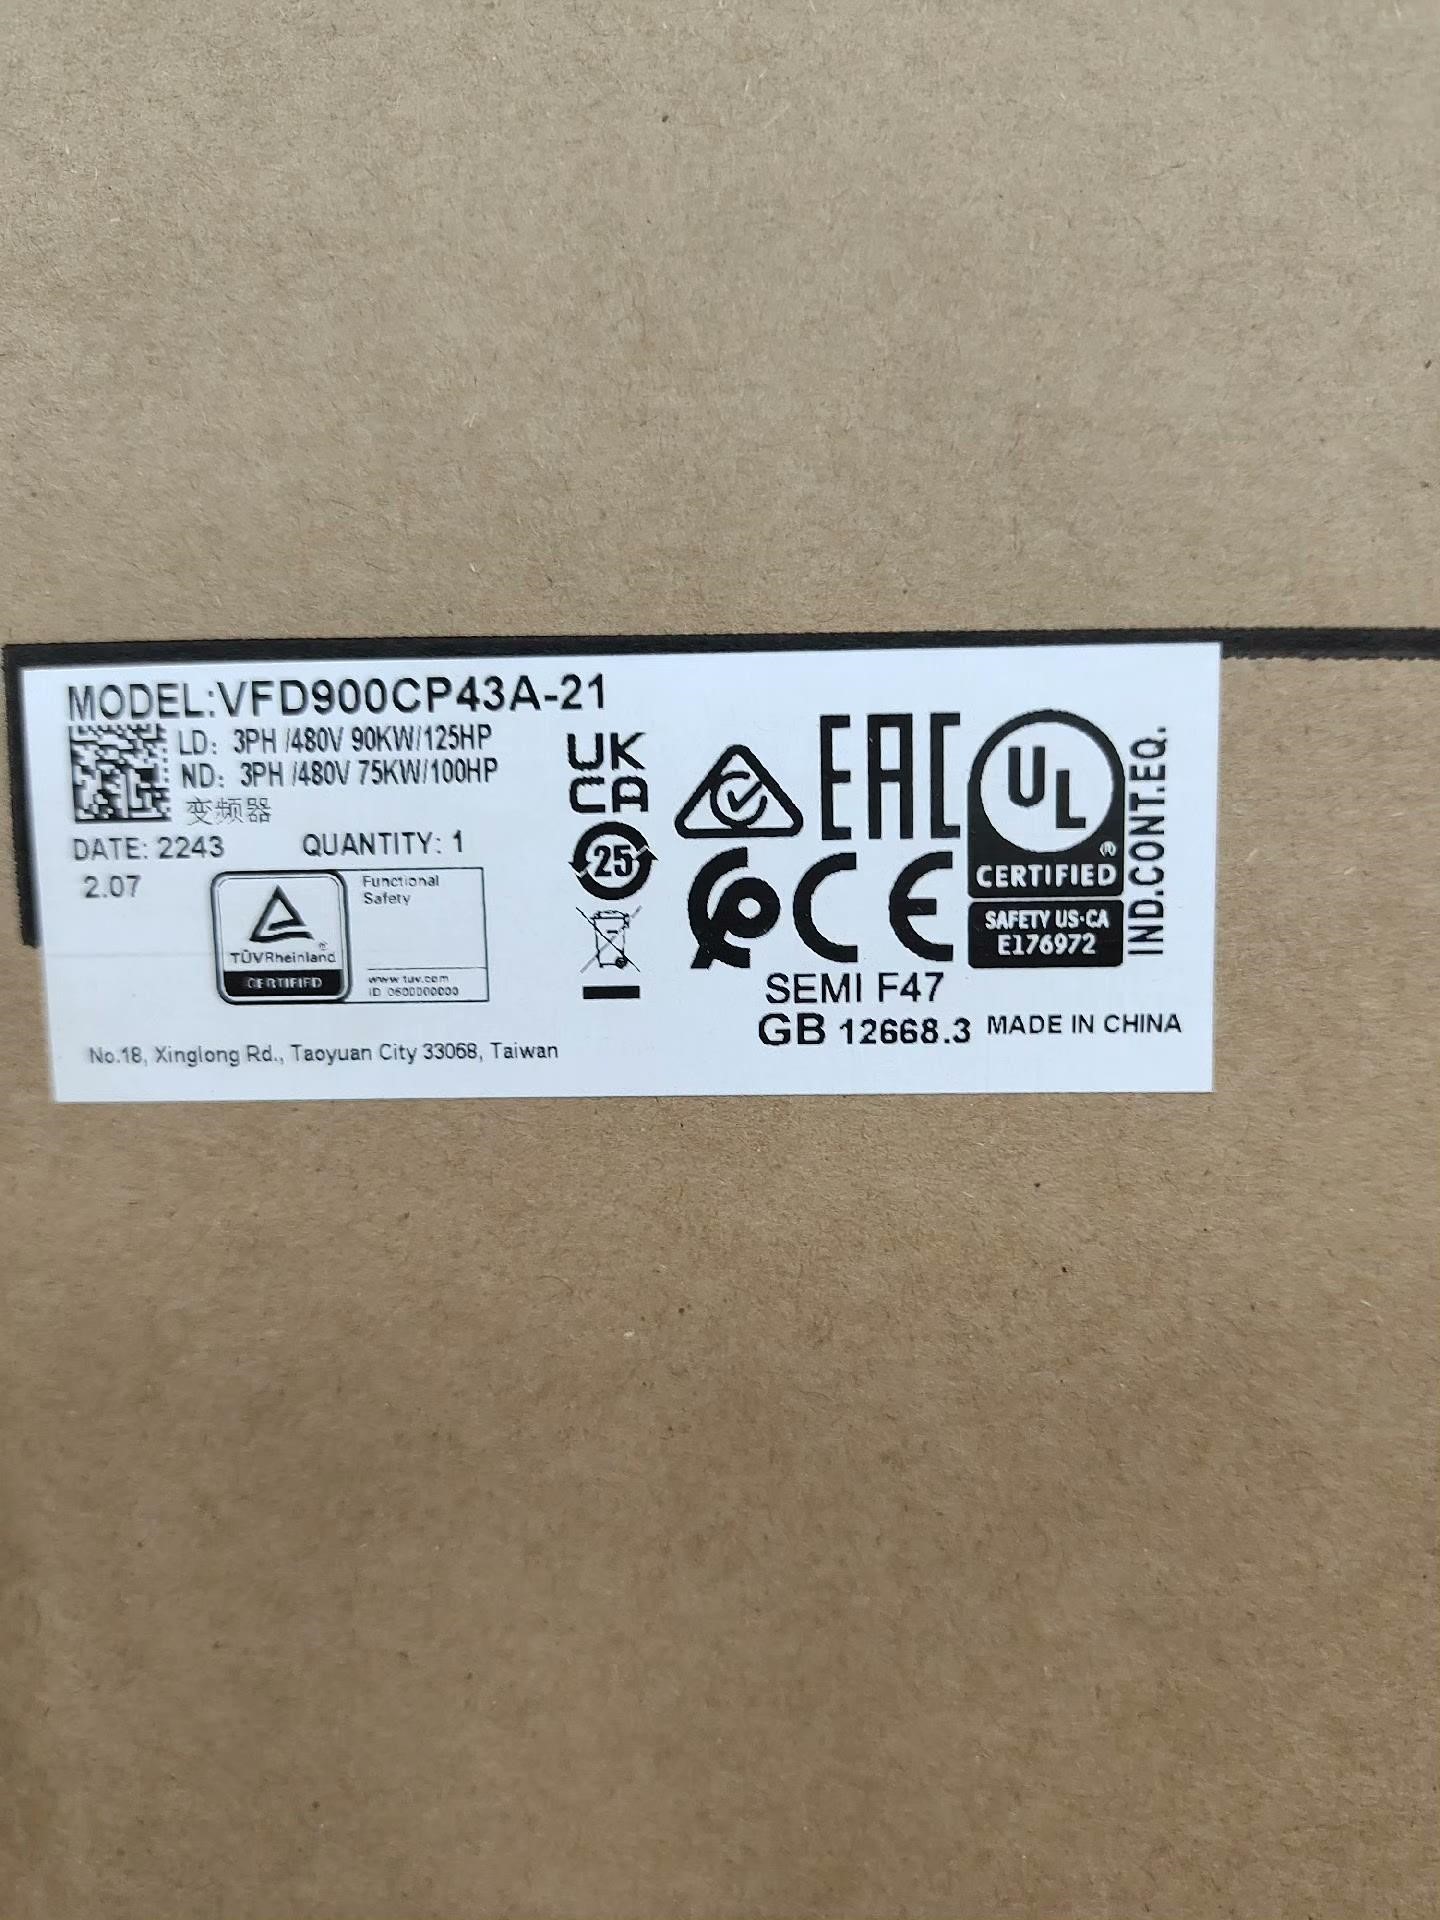 MODEL:VFD900CP43A-21
LD: 3PH /480V 90KW/125HP
ND: 3PH /480V 75KW/100HP
变频器
DATE: 2243 QUANTITY: 1
2.07
TÜVRheinland®
CERTIFIED
Functional
Safety
www.tuv.com
ID 0600000000
No.18, Xinglong Rd., Taoyuan City 33068, Taiwan
UK
CA
25
EAC
CE
UL
®
CERTIFIED
SAFETY US·CA
E176972
IND.CONT.EQ.
SEMI F47
GB 12668.3 MADE IN CHINA